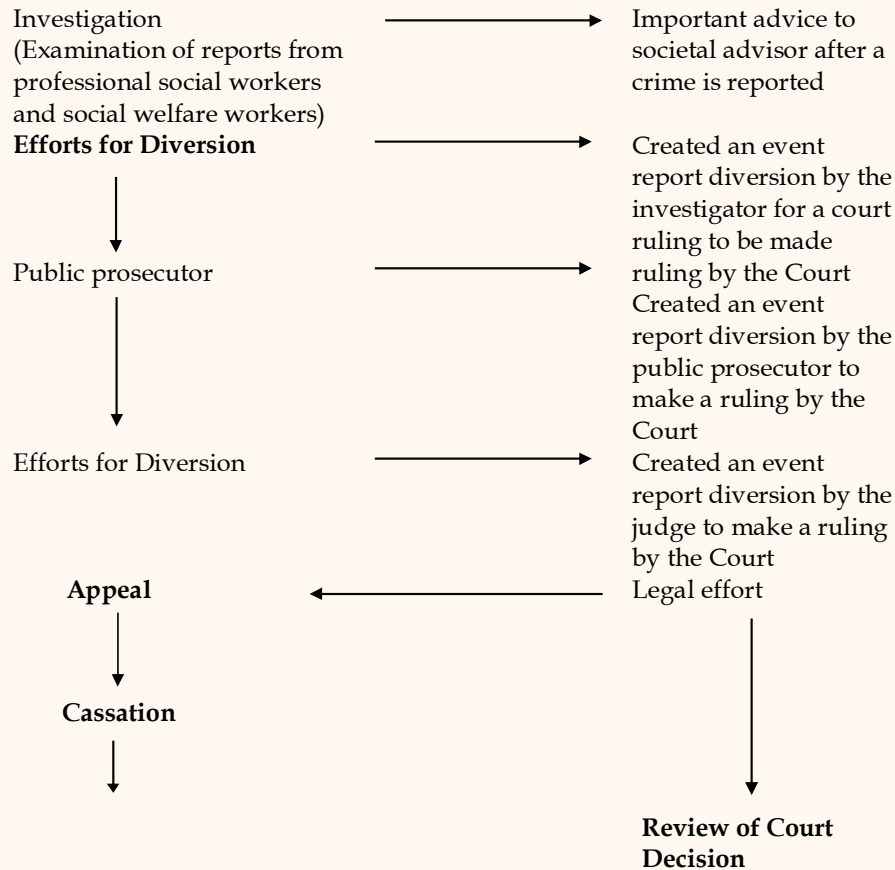 Investigation
(Examination of reports from
professional social workers
and social welfare workers)
Important advice to
societal advisor after a
crime is reported
Efforts for Diversion
Created an event
report diversion by the
investigator for a court
ruling to be made
ruling by the Court
Public prosecutor
Created an event
report diversion by the
public prosecutor to
make a ruling by the
Court
Efforts for Diversion
Created an event
report diversion by the
judge to make a ruling
by the Court
Appeal
Legal effort
Cassation
Review of Court
Decision